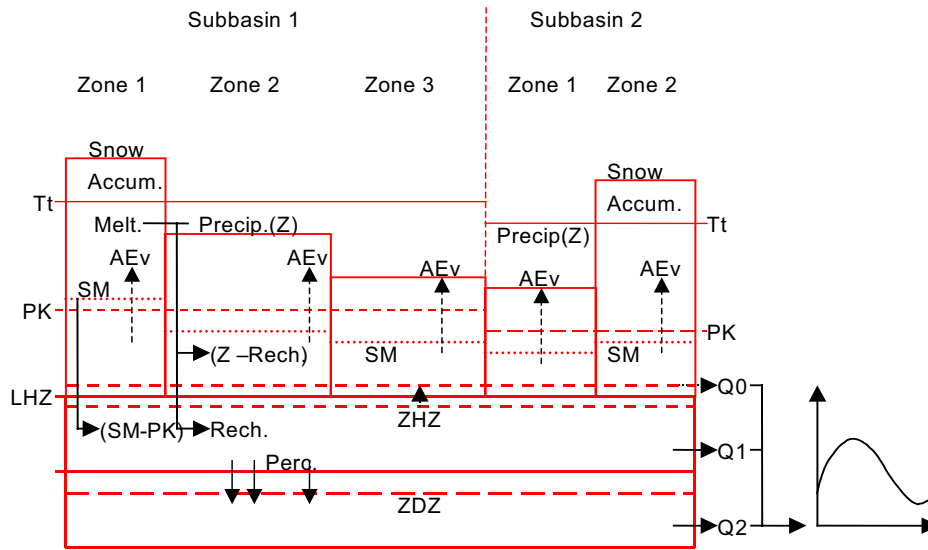 Subbasin 1 Subbasin 2
Zone 1 Zone 2 Zone 3 Zone 1 Zone 2
Snow Snow
Accum. Accum.
Tt Tt
Melt. Precip.(Z) Precip(Z)
AEv AEv AEv AEv AEv
SM
PK PK
(Z –Rech) SM SM
LHZ Q0
ZHZ
(SM-PK) Rech. Q1
Perc.
ZDZ
Q2